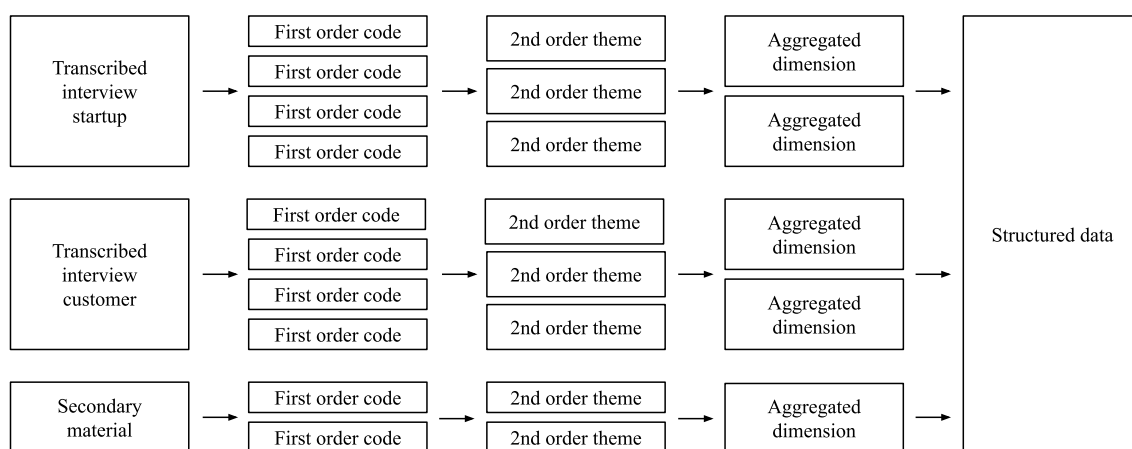 Transcribed
interview
startup
First order code
First order code
First order code
First order code
2nd order theme
2nd order theme
2nd order theme
Aggregated
dimension
Aggregated
dimension
Transcribed
interview
customer
First order code
First order code
First order code
First order code
2nd order theme
2nd order theme
2nd order theme
Aggregated
dimension
Aggregated
dimension
Secondary
material
First order code
First order code
2nd order theme
2nd order theme
Aggregated
dimension
Structured data